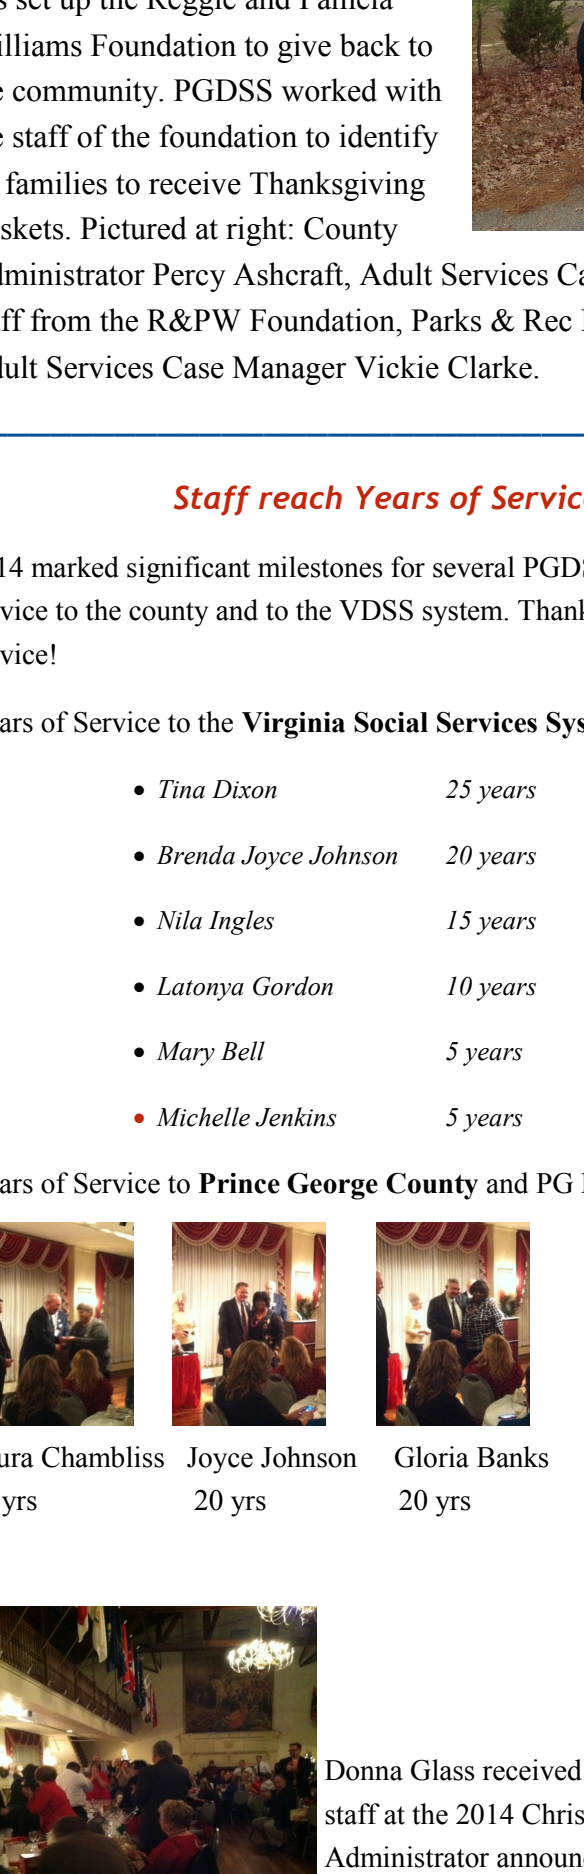 set up the Reggie and Pamela
illiams Foundation to give back to
e community. PGDSS worked with
e staff of the foundation to identify
families to receive Thanksgiving
skets. Pictured at right: County
dministrator Percy Ashcraft, Adult Services Ca
ff from the R&PW Foundation, Parks & Rec
dult Services Case Manager Vickie Clarke.
Staff reach Years of Servic
14 marked significant milestones for several PGDS
vice to the county and to the VDSS system. Thank
vice!
ars of Service to the Virginia Social Services Sys
• Tina Dixon 25 years
• Brenda Joyce Johnson 20 years
• Nila Ingles 15 years
• Latonya Gordon 10 years
• Mary Bell 5 years
• Michelle Jenkins 5 years
ars of Service to Prince George County and PG
ura Chambliss Joyce Johnson Gloria Banks
yrs 20 yrs 20 yrs
Donna Glass received
staff at the 2014 Chris
Administrator announ